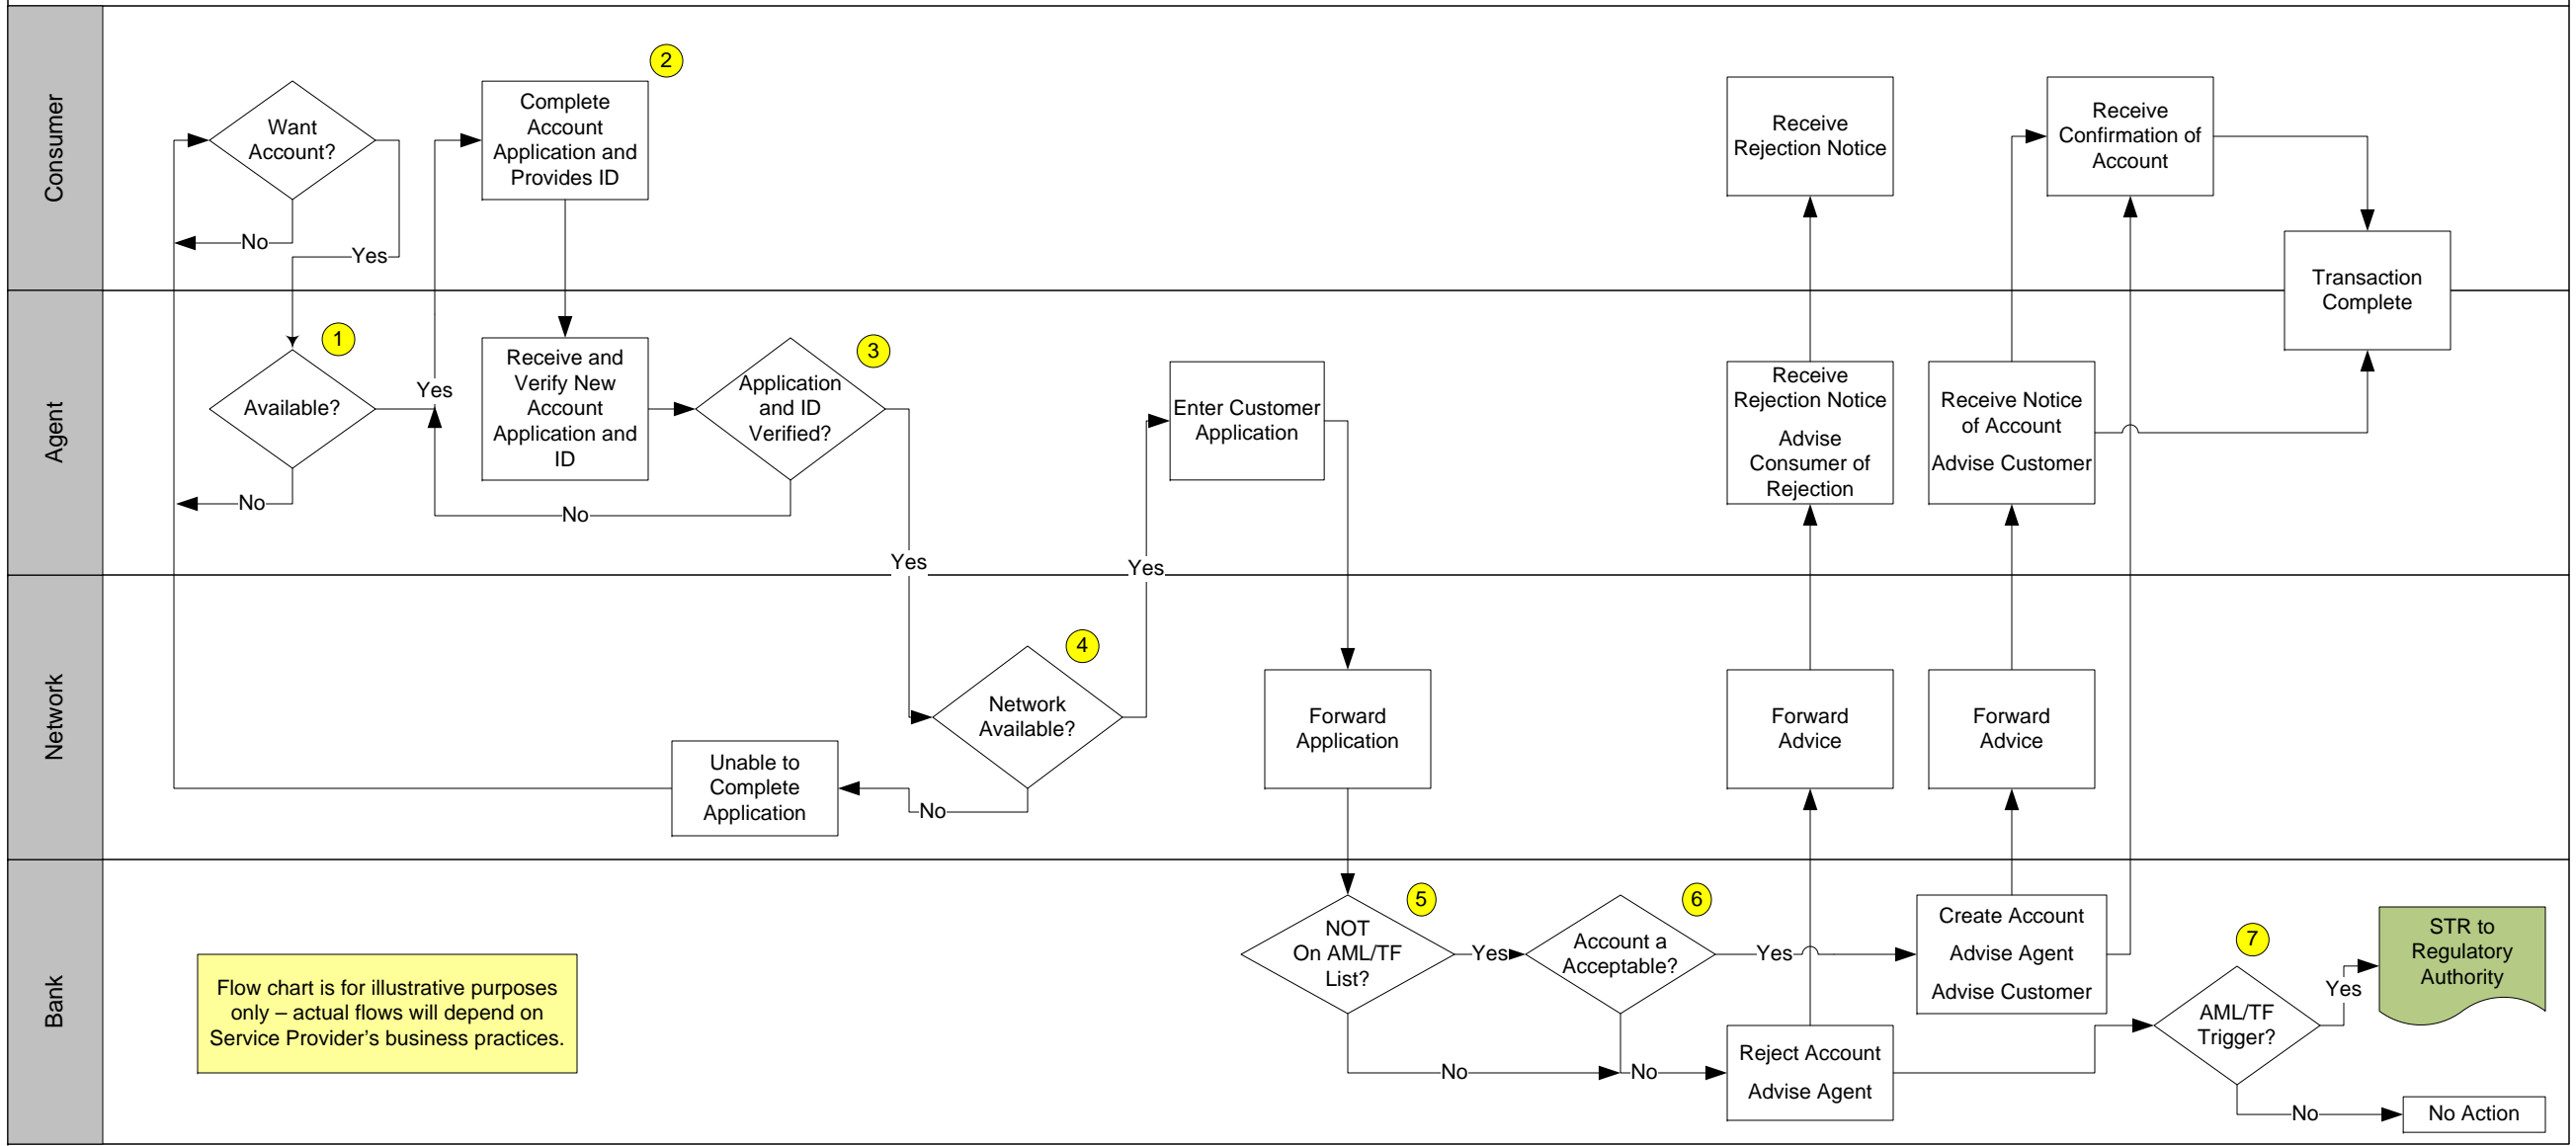 Consumer
Want
Account?
No
Yes
2
Complete
Account
Application and
Provides ID
Receive
Rejection Notice
Receive
Confirmation of
Account
Transaction
Complete
Agent
1
Available?
No
Yes
Receive and
Verify New
Account
Application and
ID
3
Application
and ID
Verified?
No
Yes
Enter Customer
Application
Yes
Receive
Rejection Notice
Advise
Consumer of
Rejection
Receive Notice
of Account
Advise Customer
Network
4
Network
Available?
No
Unable to
Complete
Application
Forward
Application
Forward
Advice
Forward
Advice
Bank
Flow chart is for illustrative purposes
only – actual flows will depend on
Service Provider’s business practices.
5
NOT
On AML/TF
List?
Yes
No
6
Account a
Acceptable?
Yes
No
Reject Account
Advise Agent
Create Account
Advise Agent
Advise Customer
7
AML/TF
Trigger?
Yes
STR to
Regulatory
Authority
No
No Action